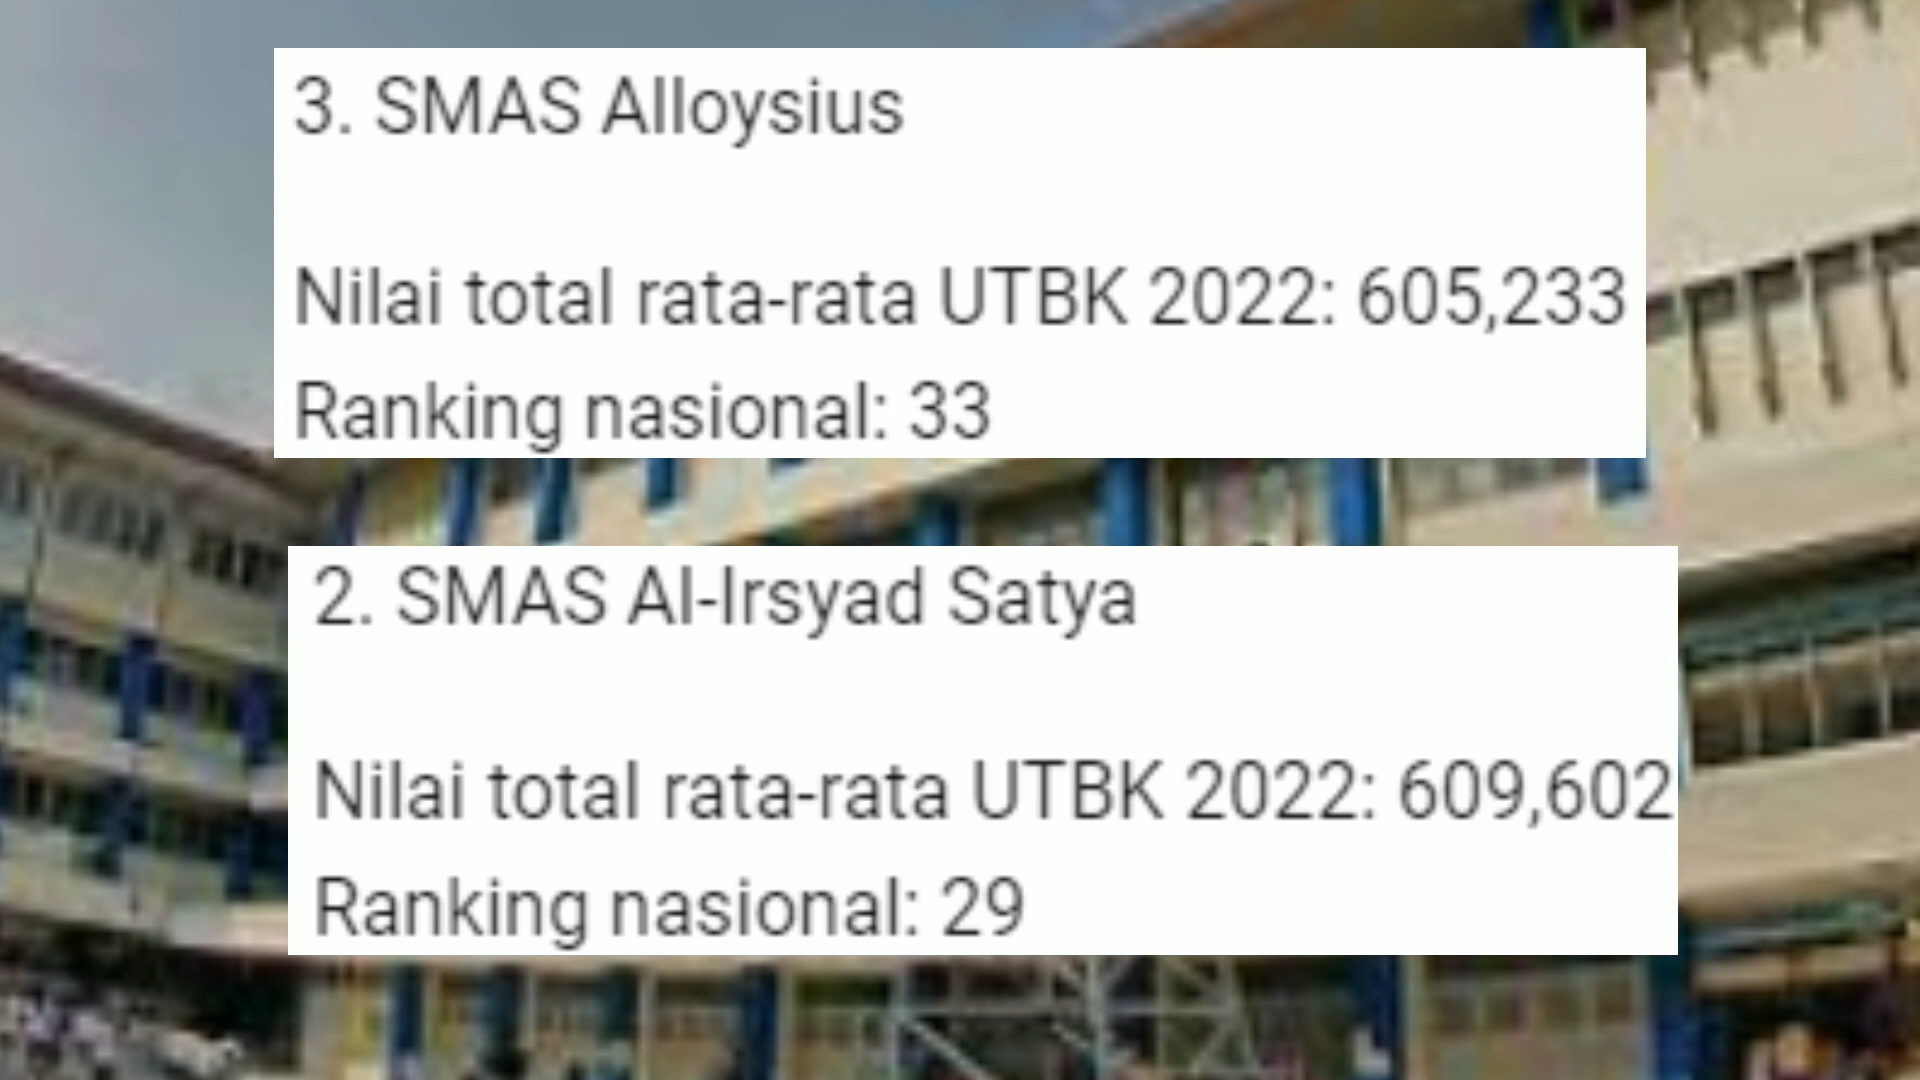 3. SMAS Alloysius
Nilai total rata-rata UTBK 2022: 605,233
Ranking nasional: 33
2. SMAS Al-Irsyad Satya
Nilai total rata-rata UTBK 2022: 609,602
Ranking nasional: 29